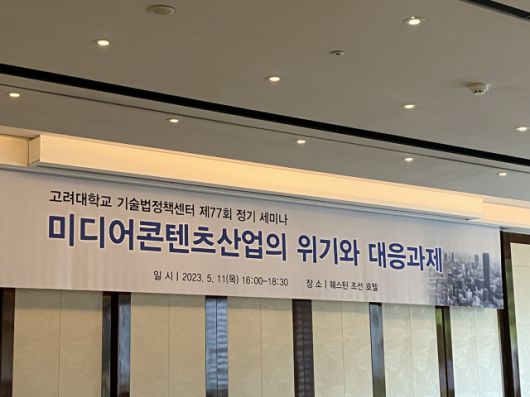 고려대학교 기술법정책센터 제77회 정기 세미나
미디어콘텐츠산업의 위기와 대응과제
일 시 | 2023. 5. 11(목) 16:00-18:30 장 소 | 웨스틴 조선 호텔